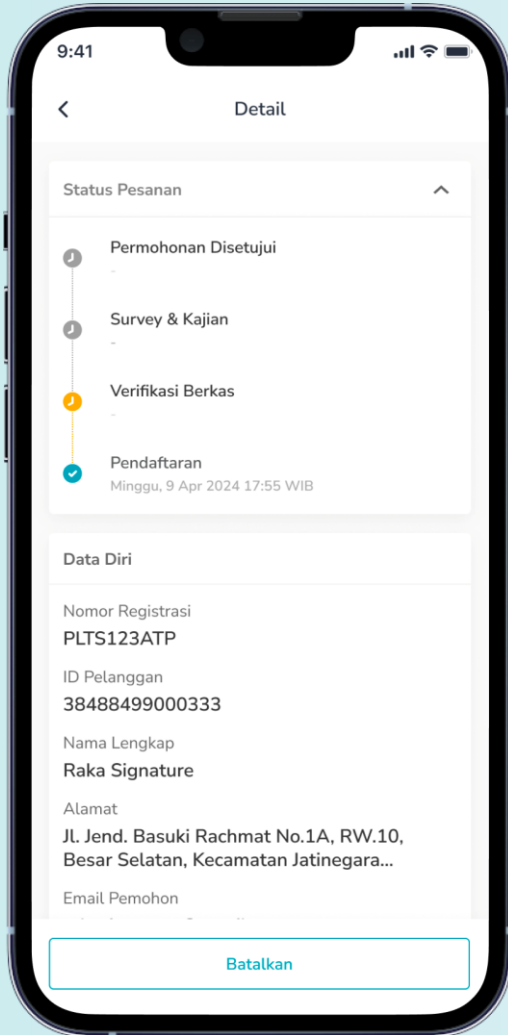 9:41
Detail
Status Pesanan
Permohonan Disetujui
-
Survey & Kajian
-
Verifikasi Berkas
-
Pendaftaran
Minggu, 9 Apr 2024 17:55 WIB
Data Diri
Nomor Registrasi
PLTS123ATP
ID Pelanggan
38488499000333
Nama Lengkap
Raka Signature
Alamat
Jl. Jend. Basuki Rachmat No.1A, RW.10,
Besar Selatan, Kecamatan Jatinegara...
Email Pemohon
Batalkan